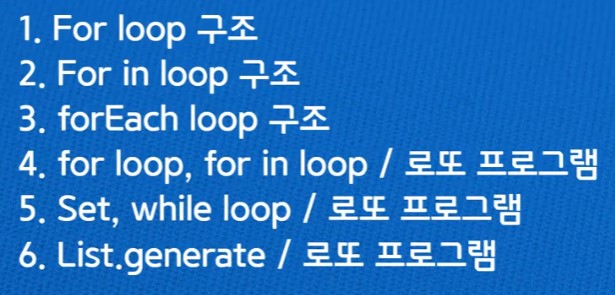 1. For loop 구조
2. For in loop 구조
3. forEach loop 구조
4. for loop, for in loop / 로또 프로그램
5. Set, while loop / 로또 프로그램
6. List.generate / 로또 프로그램